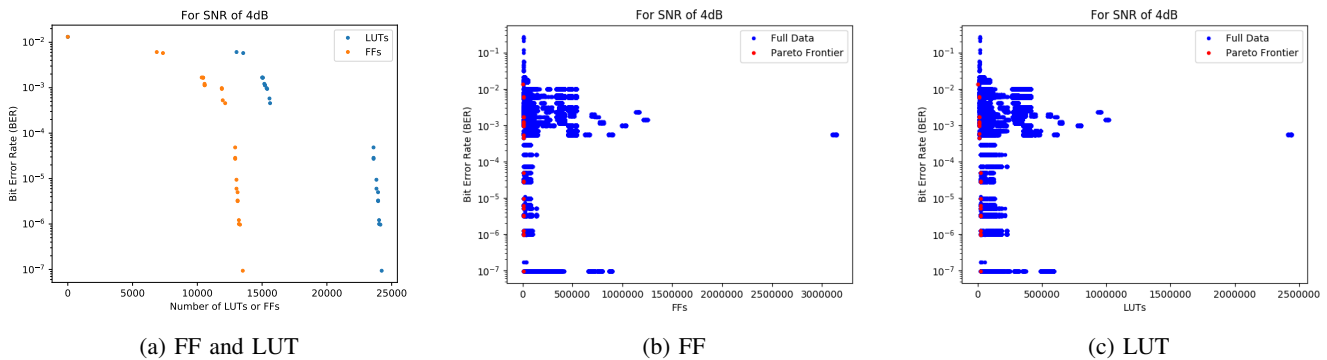 For SNR of 4dB
LUTs
FFs
10⁻²
10⁻³
10⁻⁴
10⁻⁵
10⁻⁶
10⁻⁷
Bit Error Rate (BER)
0 5000 10000 15000 20000 25000
Number of LUTs or FFs
(a) FF and LUT
For SNR of 4dB
Full Data
Pareto Frontier
10⁻¹
10⁻²
10⁻³
10⁻⁴
10⁻⁵
10⁻⁶
10⁻⁷
Bit Error Rate (BER)
0 500000 1000000 1500000 2000000 2500000 3000000
FFs
(b) FF
For SNR of 4dB
Full Data
Pareto Frontier
10⁻¹
10⁻²
10⁻³
10⁻⁴
10⁻⁵
10⁻⁶
10⁻⁷
Bit Error Rate (BER)
0 500000 1000000 1500000 2000000 2500000
LUTs
(c) LUT